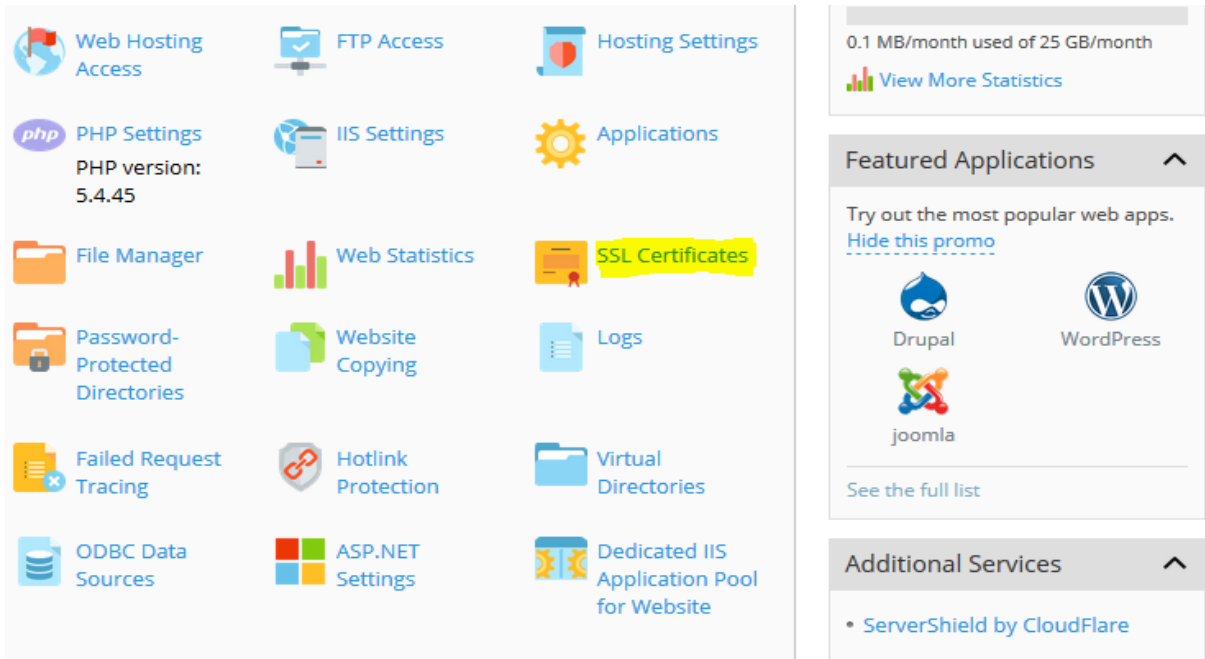 Web Hosting
Access
FTP Access
Hosting Settings
php
PHP Settings
PHP version:
5.4.45
IIS Settings
Applications
File Manager
Web Statistics
SSL Certificates
Password-
Protected
Directories
Website
Copying
Logs
Failed Request
Tracing
Hotlink
Protection
Virtual
Directories
ODBC Data
Sources
ASP.NET
Settings
Dedicated IIS
Application Pool
for Website
0.1 MB/month used of 25 GB/month
View More Statistics
Featured Applications
Try out the most popular web apps.
Hide this promo
Drupal
WordPress
joomla
See the full list
Additional Services
• ServerShield by CloudFlare